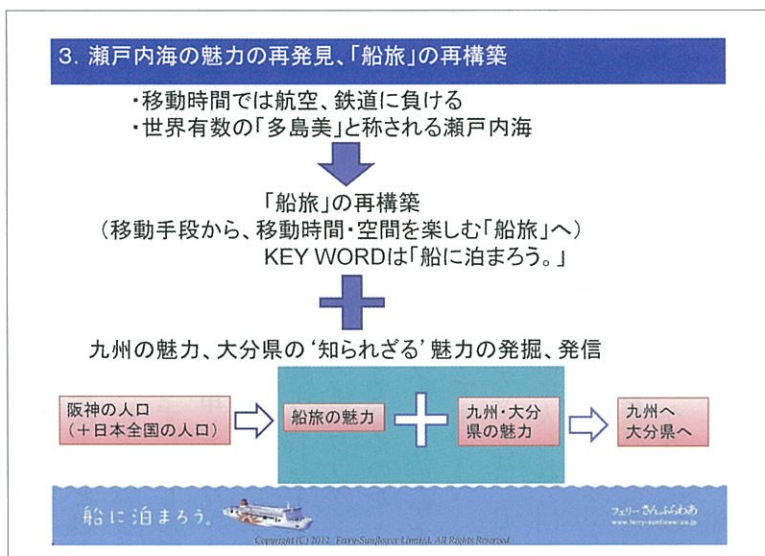 3. 瀬戸内海の魅力の再発見、「船旅」の再構築
・移動時間では航空、鉄道に負ける
・世界有数の「多島美」と称される瀬戸内海
「船旅」の再構築
（移動手段から、移動時間・空間を楽しむ「船旅」へ）
KEY WORDは「船に泊まろう。」
九州の魅力、大分県の‘知られざる’魅力の発掘、発信
阪神の人口
（＋日本全国の人口）
船旅の魅力
九州・大分
県の魅力
九州へ
大分県へ
船に泊まろう。
フェリーさんふらわあ
www.ferry-sunflower.co.jp
Copyright (C) 2012. Ferry-Sunflower Limited. All Rights Reserved.